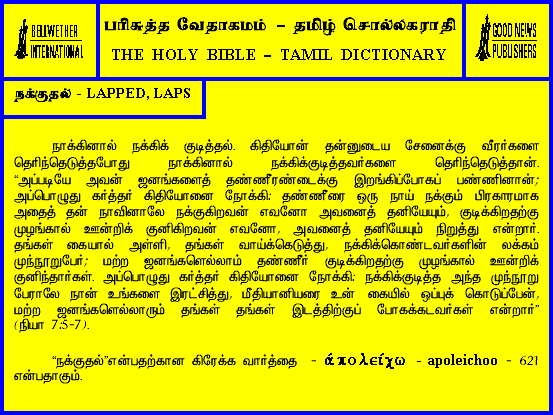 BELLWETHER
INTERNATIONAL
பரிசுத்த வேதாகமம் – தமிழ் சொல்லகராதி
THE HOLY BIBLE – TAMIL DICTIONARY
GOOD NEWS
PUBLISHERS
நக்குதல் - LAPPED, LAPS
நாக்கினால் நக்கிக் குடித்தல். கிதியோன் தன்னுடைய சேனைக்கு வீரர்களை
தெரிந்தெடுத்தபோது நாக்கினால் நக்கிக்குடித்தவர்களை தெரிந்தெடுத்தான்.
“அப்படியே அவன் ஜனங்களைத் தண்ணீரண்டைக்கு இறங்கிப்போகப் பண்ணினான்;
அப்பொழுது கர்த்தர் கிதியோனை நோக்கி: தண்ணீரை ஒரு நாய் நக்கும் பிரகாரமாக
அதைத் தன் நாவினாலே நக்குகிறவன் எவனோ அவனைத் தனியேயும், குடிக்கிறதற்கு
முழங்கால் ஊன்றிக் குனிகிறவன் எவனோ, அவனைத் தனியேயும் நிறுத்து என்றார்.
தங்கள் கையால் அள்ளி, தங்கள் வாய்க்கெடுத்து, நக்கிக்கொண்டவர்களின் லக்கம்
முந்நூறுபேர்; மற்ற ஜனங்களெல்லாம் தண்ணீர் குடிக்கிறதற்கு முழங்கால் ஊன்றிக்
குனிந்தார்கள். அப்பொழுது கர்த்தர் கிதியோனை நோக்கி: நக்கிக்குடித்த அந்த முந்நூறு
பேராலே நான் உங்களை இரட்சித்து, மீதியானியரை உன் கையில் ஒப்புக் கொடுப்பேன்,
மற்ற ஜனங்களெல்லாரும் தங்கள் தங்கள் இடத்திற்குப் போகக்கடவர்கள் என்றார்”
(நியா 7:5-7).
“நக்குதல்”என்பதற்கான கிரேக்க வார்த்தை - ἀπολείχω - apoleichoo - 621
என்பதாகும்.